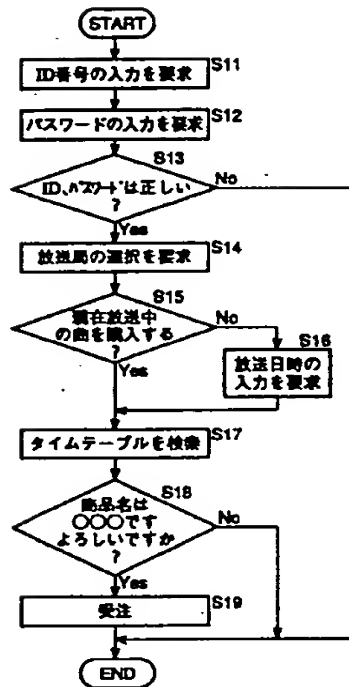 START
ID番号の入力を要求
S11
パスワードの入力を要求
S12
S13
ID、パスワードは正しい
?
No
Yes
放送局の選択を要求
S14
S15
現在放送中
の曲を購入する
?
No
Yes
S16
放送日時の
入力を要求
タイムテーブルを検索
S17
S18
商品名は
○○○です
よろしいですか
?
No
Yes
受注
S19
END